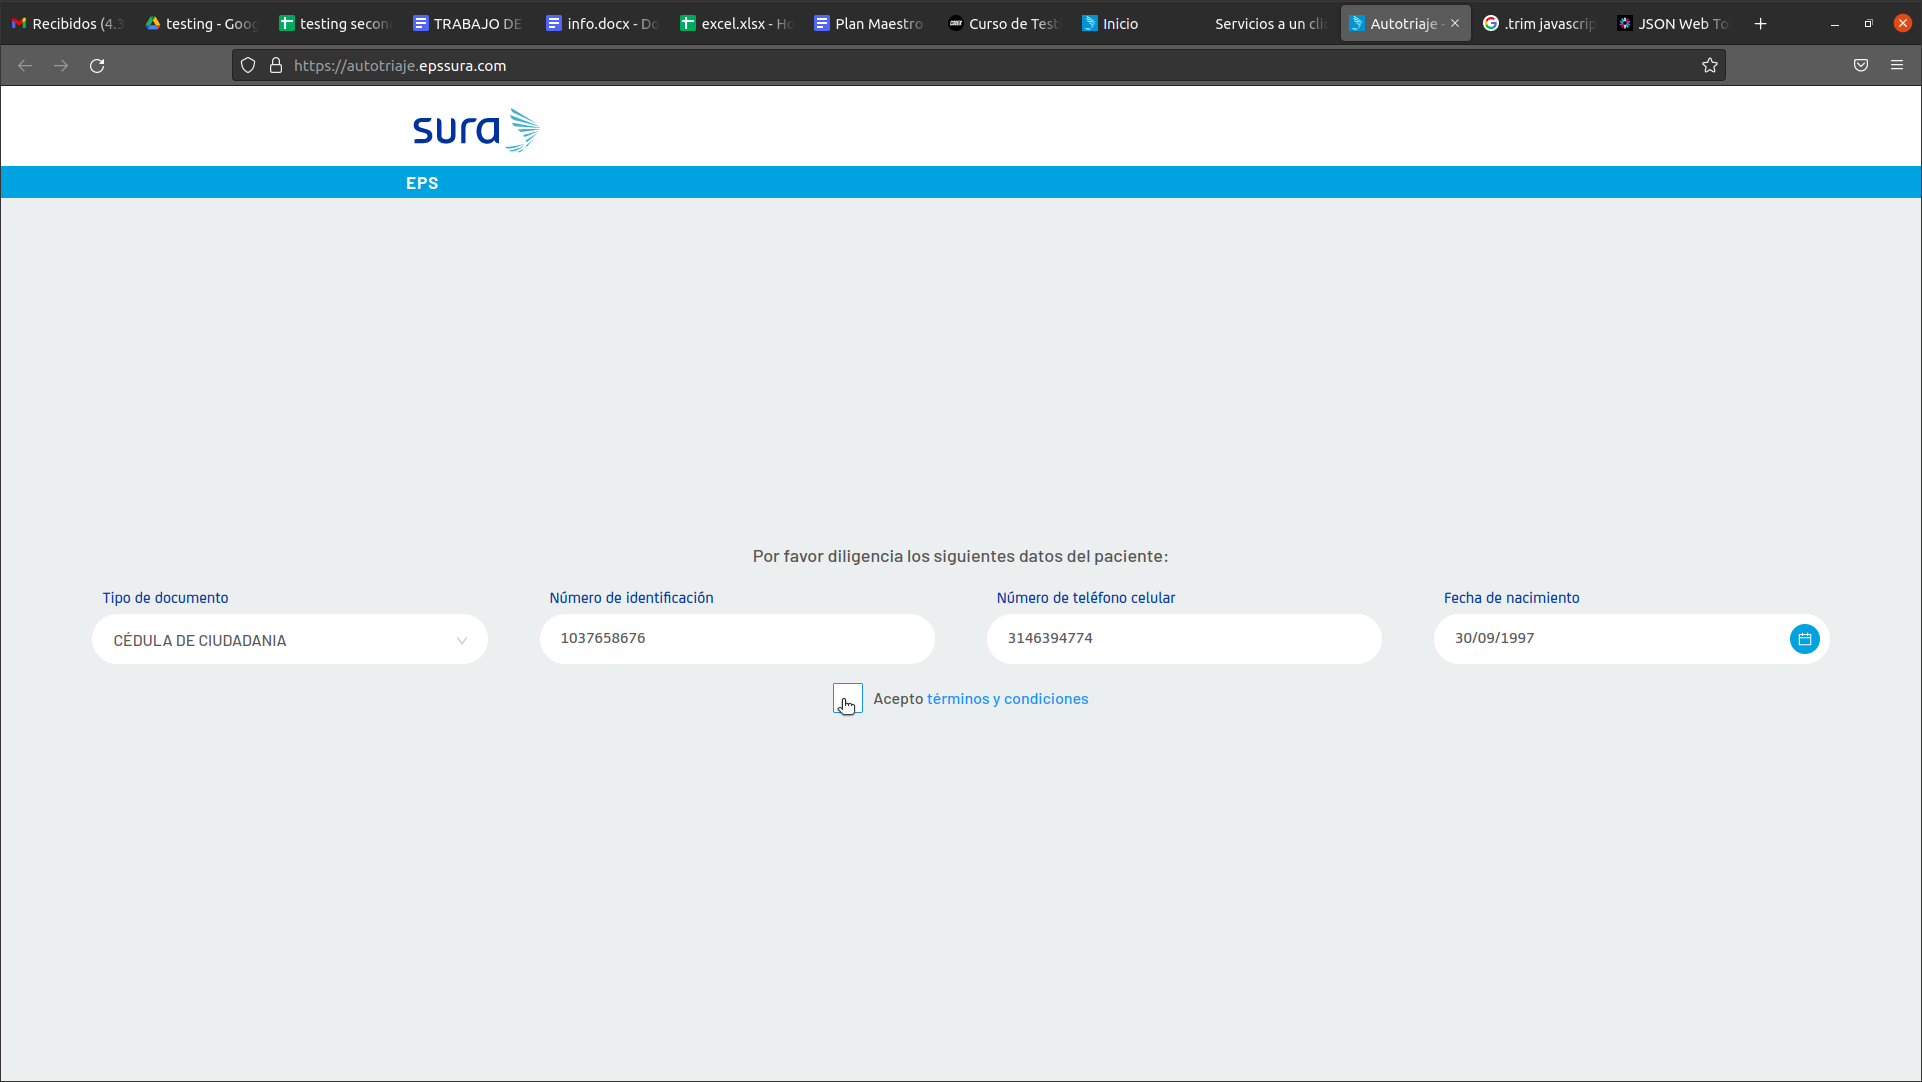 Recibidos (4.3
testing - Goog
testing secon
TRABAJO DE
info.docx - Do
excel.xlsx - Ho
Plan Maestro
Curso de Test
Inicio
Servicios a un clic
Autotriaje -
.trim javascrip
JSON Web To
https://autotriaje.epssura.com
sura
EPS
Por favor diligencia los siguientes datos del paciente:
Tipo de documento
CÉDULA DE CIUDADANIA
Número de identificación
1037658676
Número de teléfono celular
3146394774
Fecha de nacimiento
30/09/1997
Acepto términos y condiciones